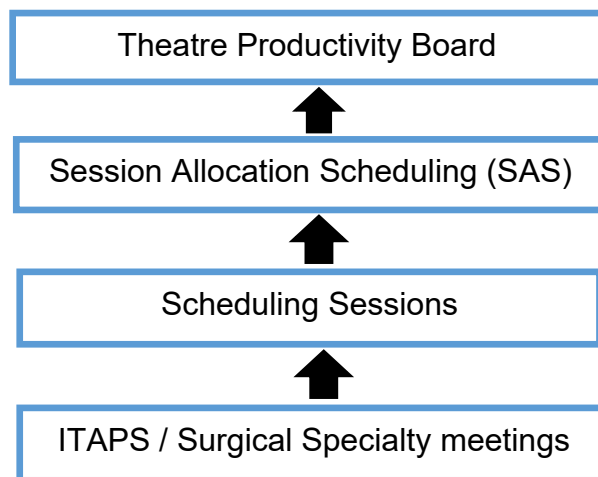 Theatre Productivity Board
Session Allocation Scheduling (SAS)
Scheduling Sessions
ITAPS / Surgical Specialty meetings